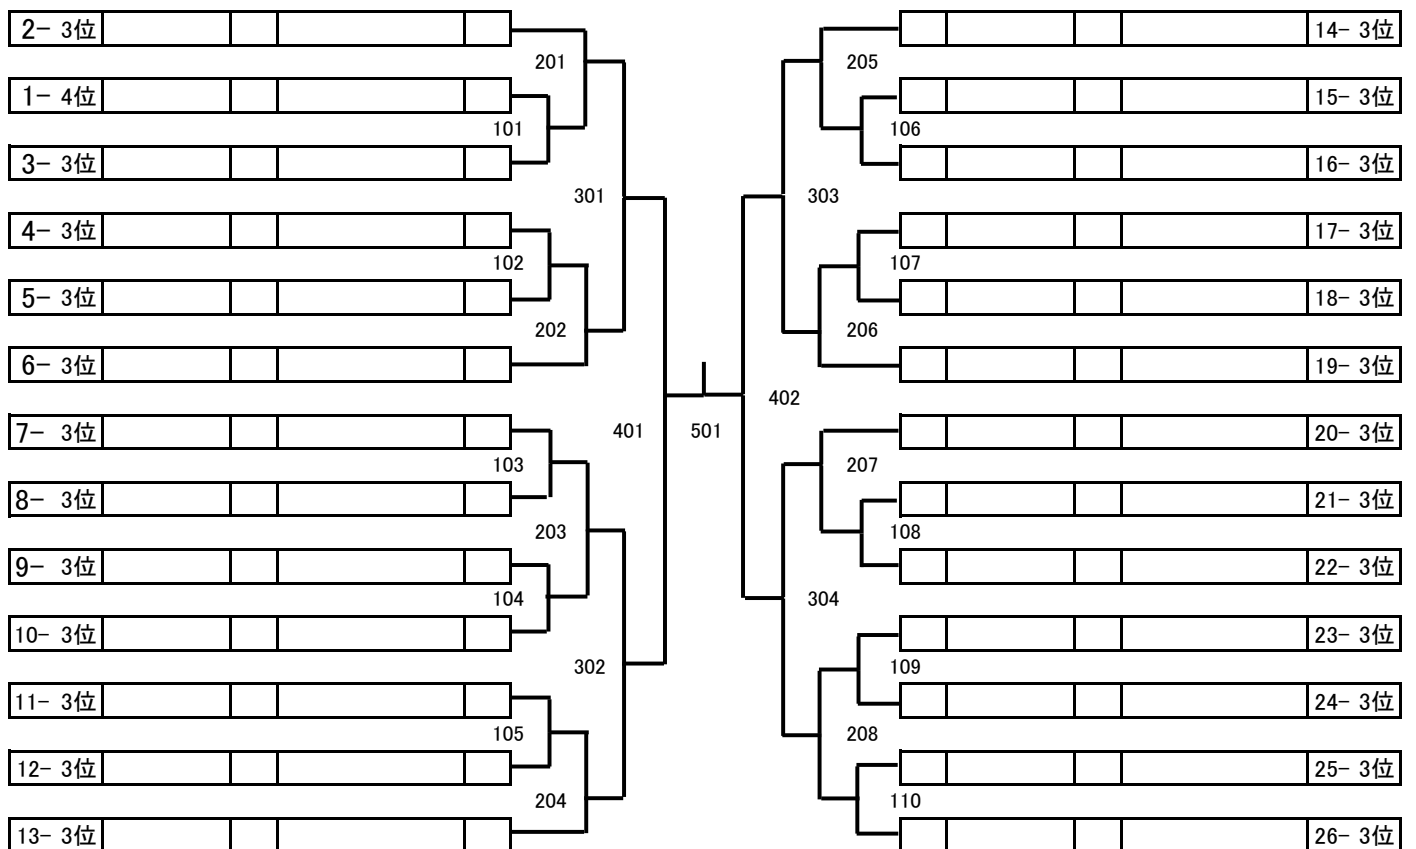 2- 3位 14- 3位
201 205
1- 4位 15- 3位
101 106
3- 3位 16- 3位
301 303
4- 3位 17- 3位
102 107
5- 3位 18- 3位
202 206
6- 3位 19- 3位
402
7- 3位 20- 3位
401 501
103 207
8- 3位 21- 3位
203 108
9- 3位 22- 3位
104 304
10- 3位 23- 3位
302 109
11- 3位 24- 3位
105 208
12- 3位 25- 3位
204 110
13- 3位 26- 3位